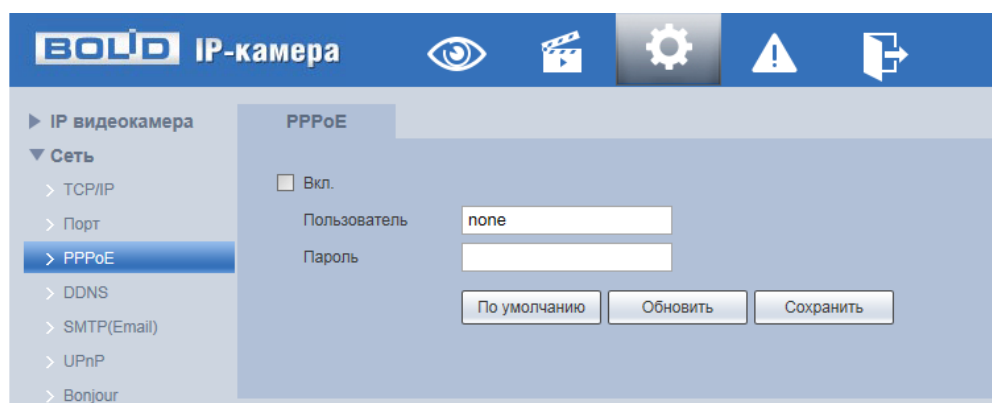 BOLID IP-камера
IP видеокамера
Сеть
TCP/IP
Порт
PPPoE
DDNS
SMTP(Email)
UPnP
Bonjour
PPPoE
Вкл.
Пользователь none
Пароль
По умолчанию Обновить Сохранить